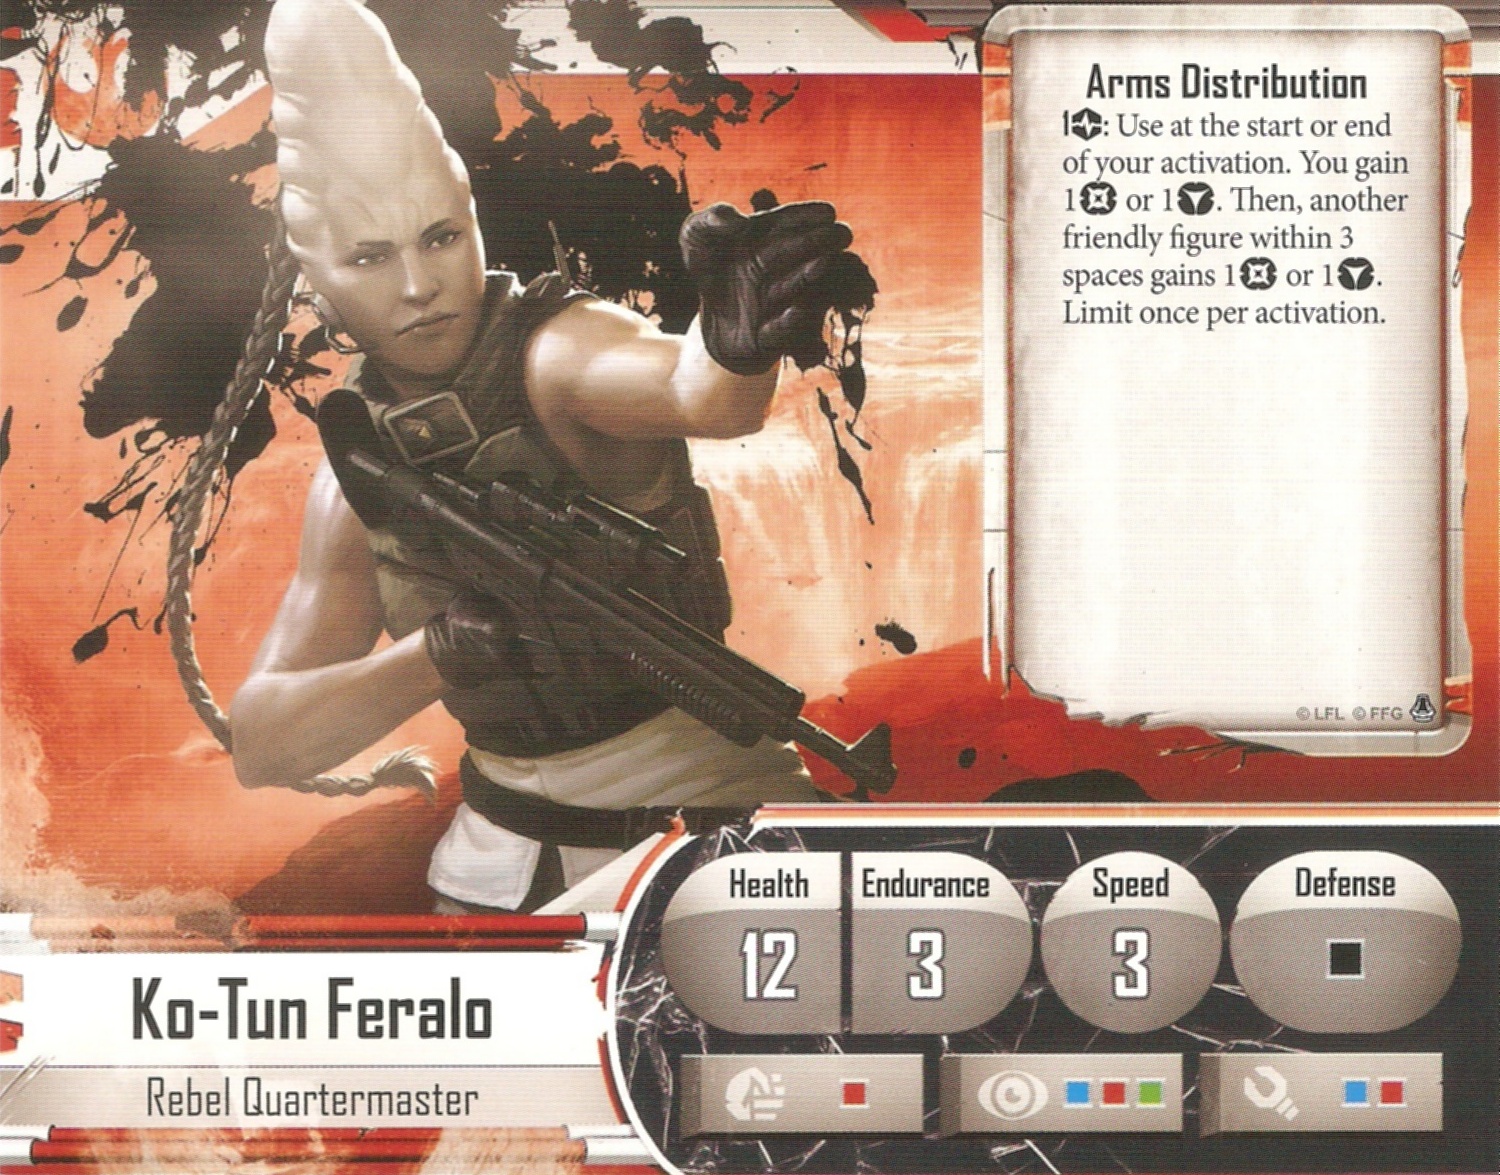 Arms Distribution
1: Use at the start or end
of your activation. You gain
1 or 1. Then, another
friendly figure within 3
spaces gains 1 or 1.
Limit once per activation.
© LFL © FFG
Health
Endurance
Speed
Defense
12
3
3
Ko-Tun Feralo
Rebel Quartermaster